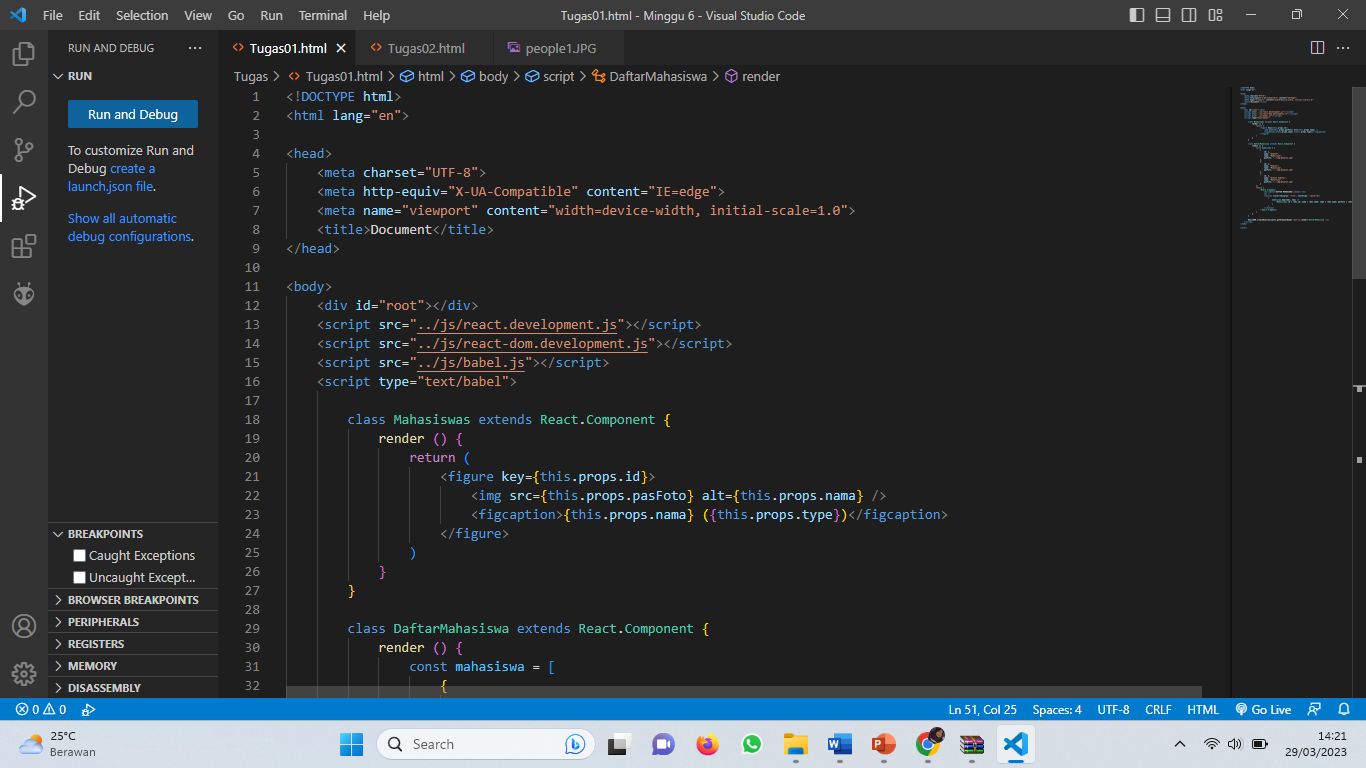 File Edit Selection View Go Run Terminal Help
Tugas01.html - Minggu 6 - Visual Studio Code
RUN AND DEBUG ···
RUN
Run and Debug
To customize Run and
Debug create a
launch.json file.
Show all automatic
debug configurations.
BREAKPOINTS
Caught Exceptions
Uncaught Except...
BROWSER BREAKPOINTS
PERIPHERALS
REGISTERS
MEMORY
DISASSEMBLY
Tugas01.html
Tugas02.html
people1.JPG
Tugas > Tugas01.html > html > body > script > DaftarMahasiswa > render
1 <!DOCTYPE html>
2 <html lang="en">
3
4 <head>
5 <meta charset="UTF-8">
6 <meta http-equiv="X-UA-Compatible" content="IE=edge">
7 <meta name="viewport" content="width=device-width, initial-scale=1.0">
8 <title>Document</title>
9 </head>
10
11 <body>
12 <div id="root"></div>
13 <script src="../js/react.development.js"></script>
14 <script src="../js/react-dom.development.js"></script>
15 <script src="../js/babel.js"></script>
16 <script type="text/babel">
17
18 class Mahasiswas extends React.Component {
19 render () {
20 return (
21 <figure key={this.props.id}>
22 <img src={this.props.pasFoto} alt={this.props.nama} />
23 <figcaption>{this.props.nama} ({this.props.type})</figcaption>
24 </figure>
25 )
26 }
27 }
28
29 class DaftarMahasiswa extends React.Component {
30 render () {
31 const mahasiswa = [
32 {
0 0
Ln 51, Col 25 Spaces: 4 UTF-8 CRLF HTML Go Live
25°C
Berawan
Search
14:21
29/03/2023